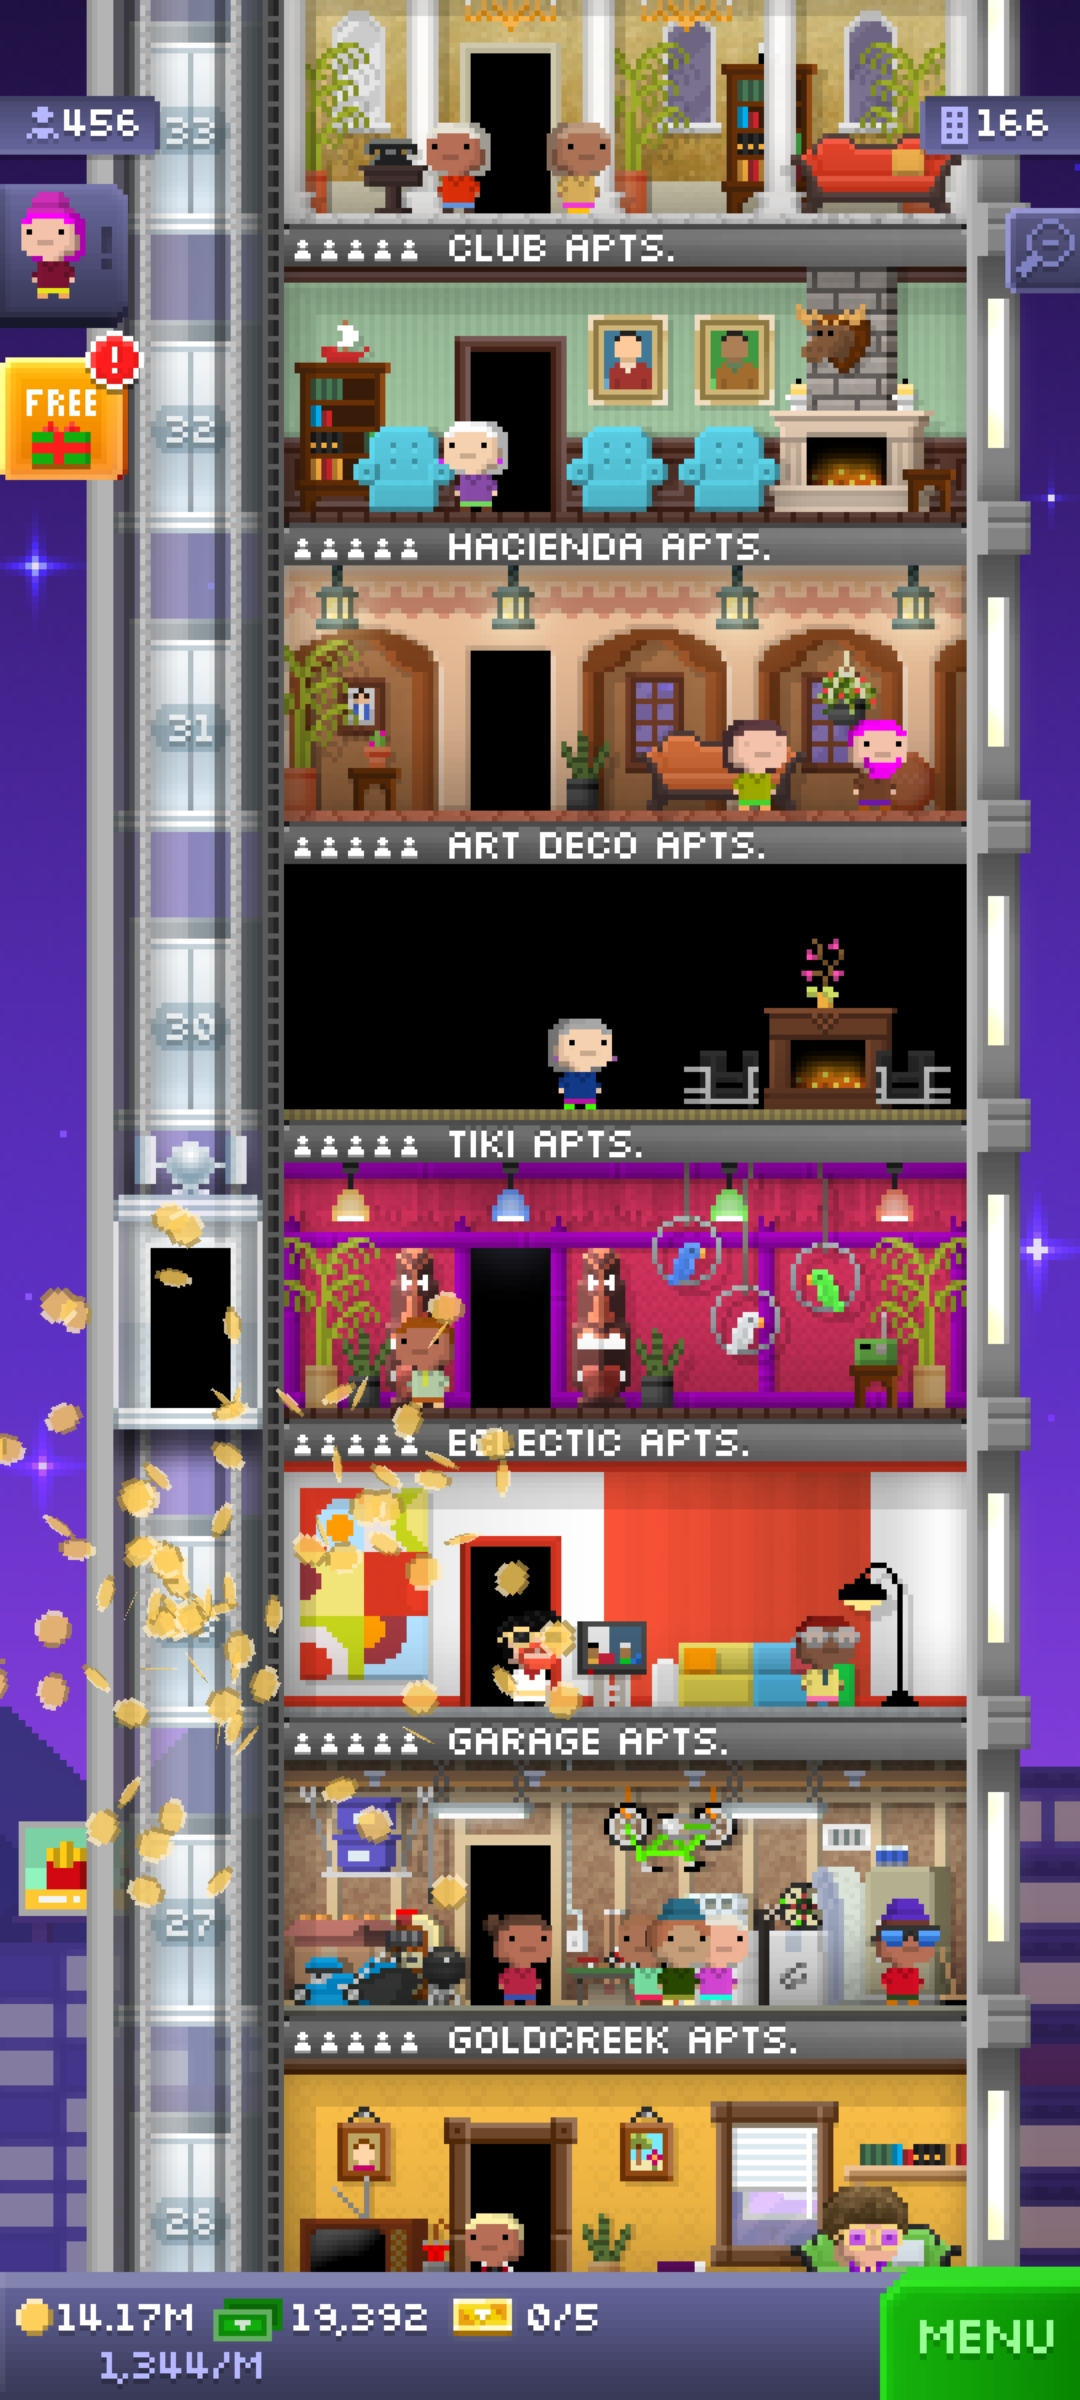 456
33
166
CLUB APTS.
FREE
!
32
HACIENDA APTS.
31
ART DECO APTS.
30
TIKI APTS.
ECLECTIC APTS.
GARAGE APTS.
27
GOLDCREEK APTS.
26
14.17M 19,392 0/5
1,344/M
MENU